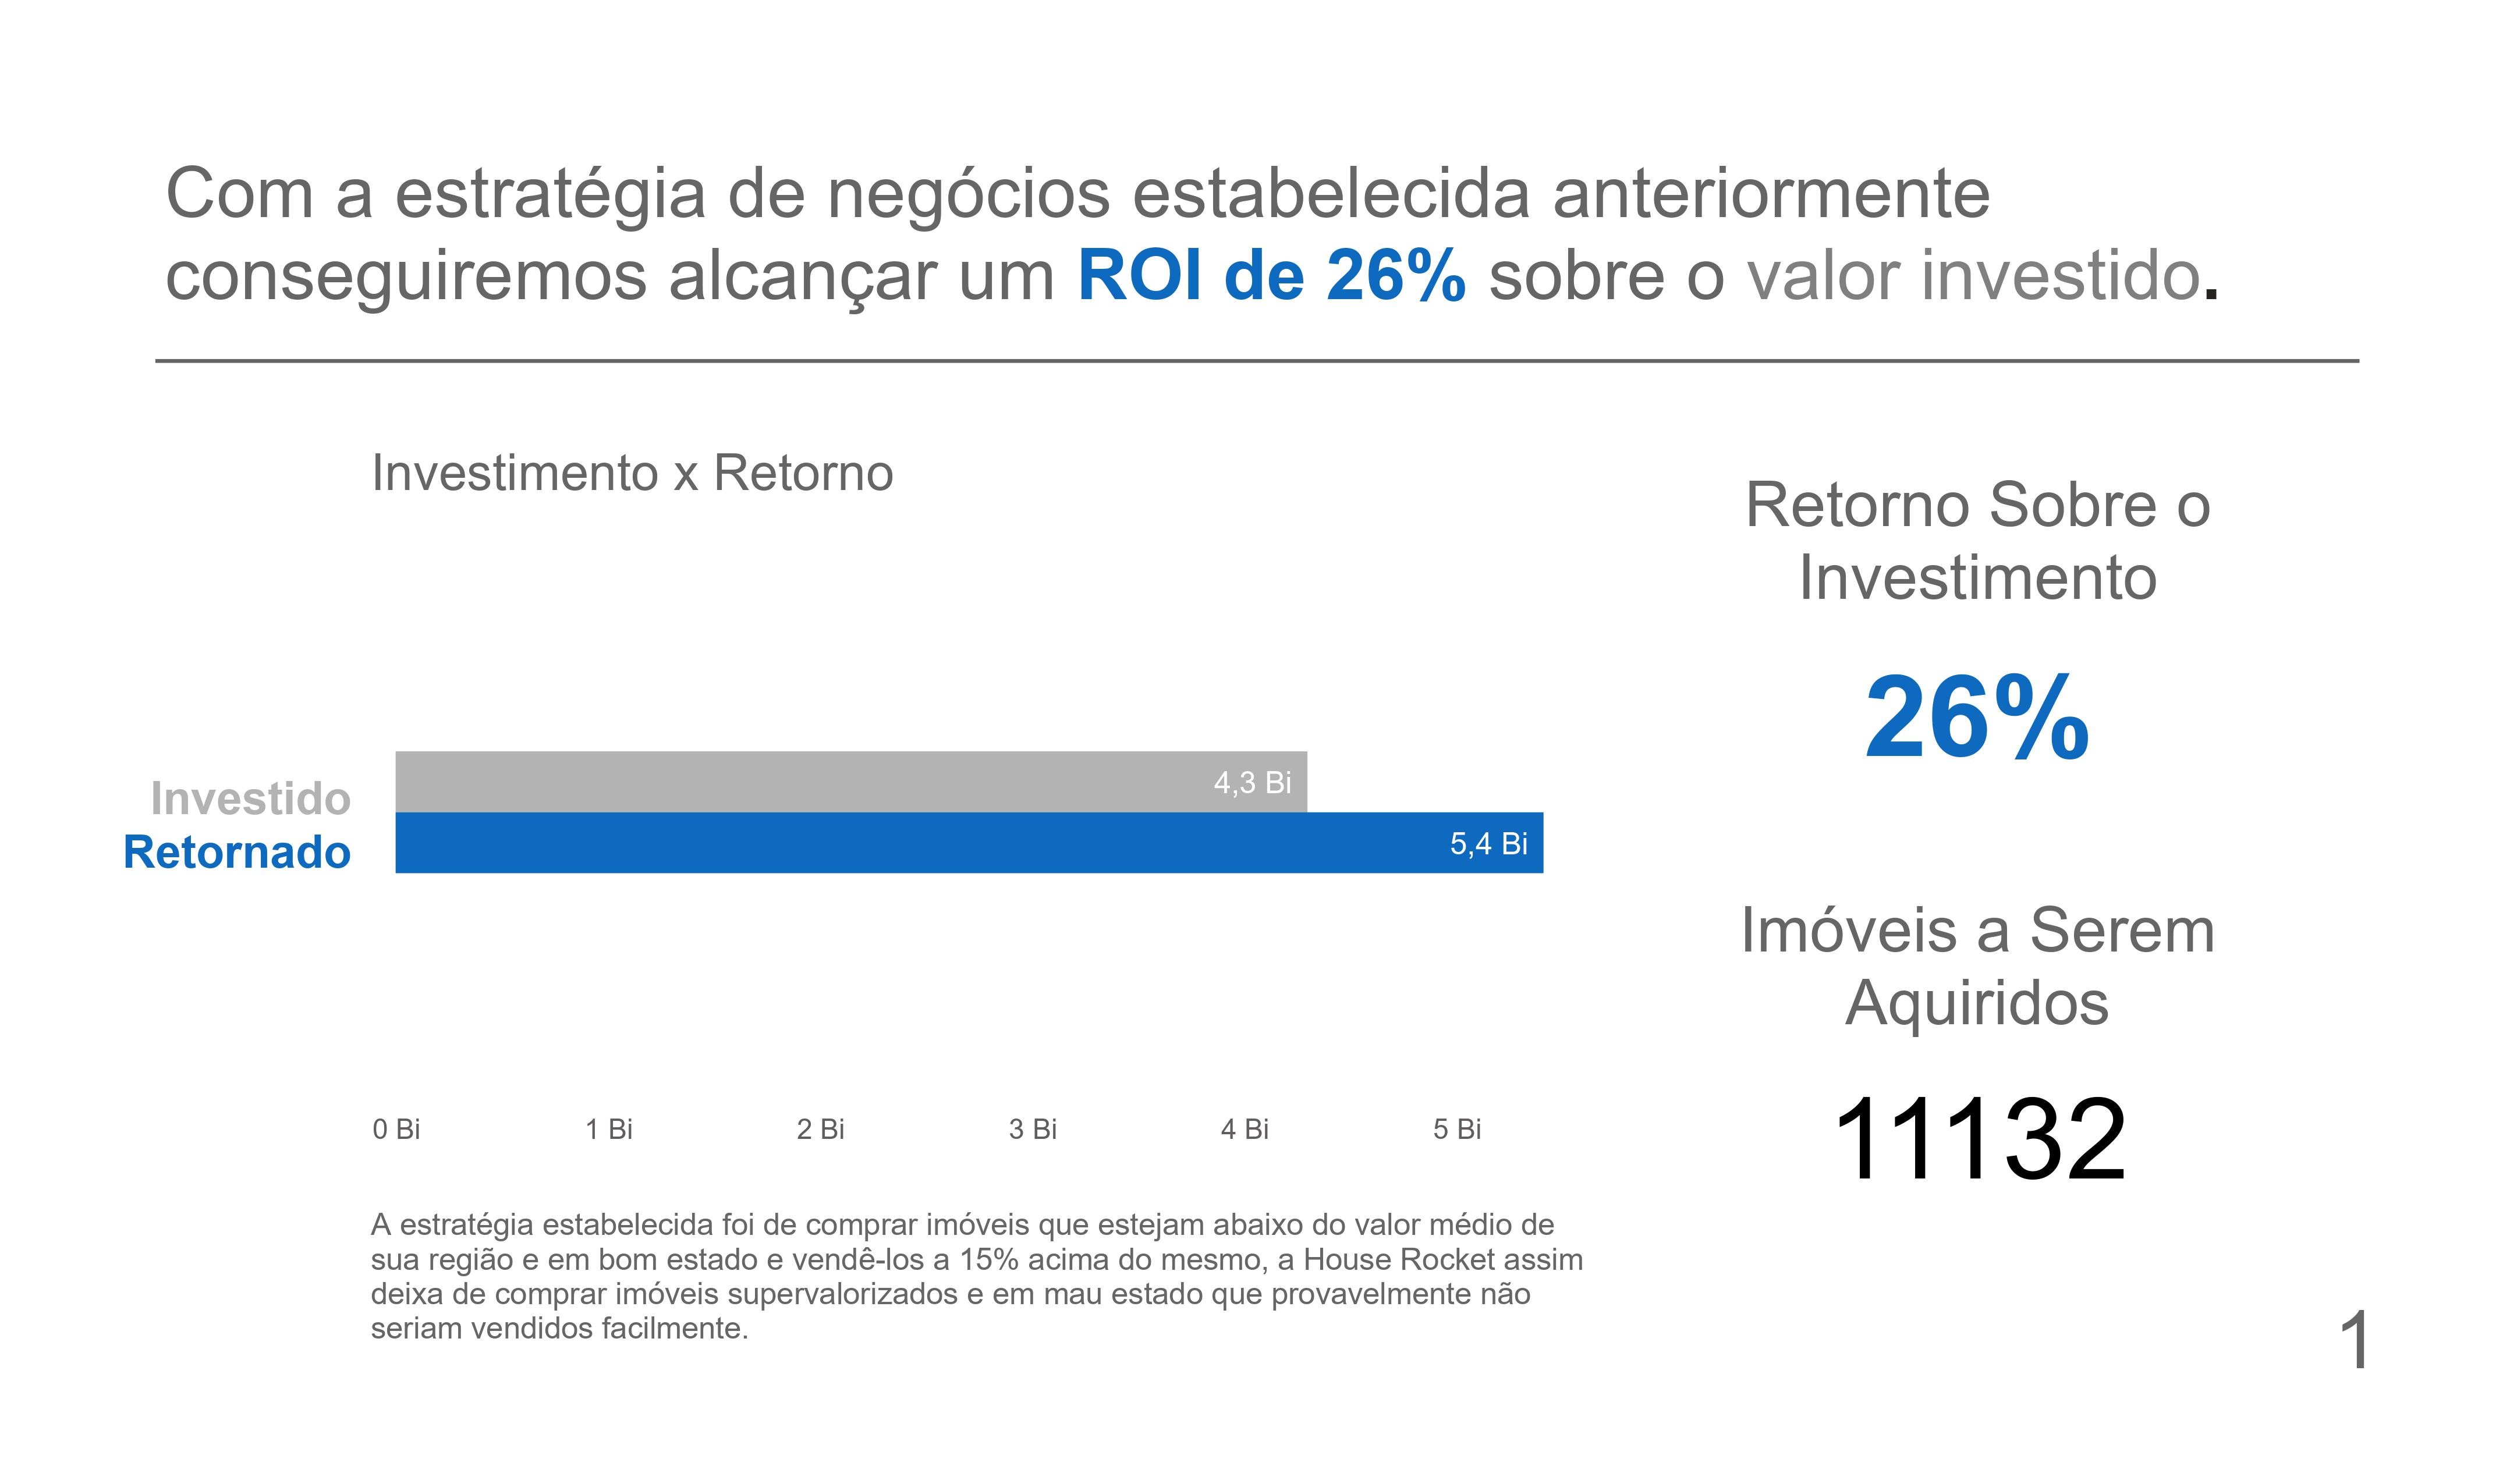 Com a estratégia de negócios estabelecida anteriormente
conseguiremos alcançar um ROI de 26% sobre o valor investido.
Investimento x Retorno
Investido
Retornado
4,3 Bi
5,4 Bi
0 Bi
1 Bi
2 Bi
3 Bi
4 Bi
5 Bi
A estratégia estabelecida foi de comprar imóveis que estejam abaixo do valor médio de
sua região e em bom estado e vendê-los a 15% acima do mesmo, a House Rocket assim
deixa de comprar imóveis supervalorizados e em mau estado que provavelmente não
seriam vendidos facilmente.
Retorno Sobre o
Investimento
26%
Imóveis a Serem
Aquiridos
11132
1